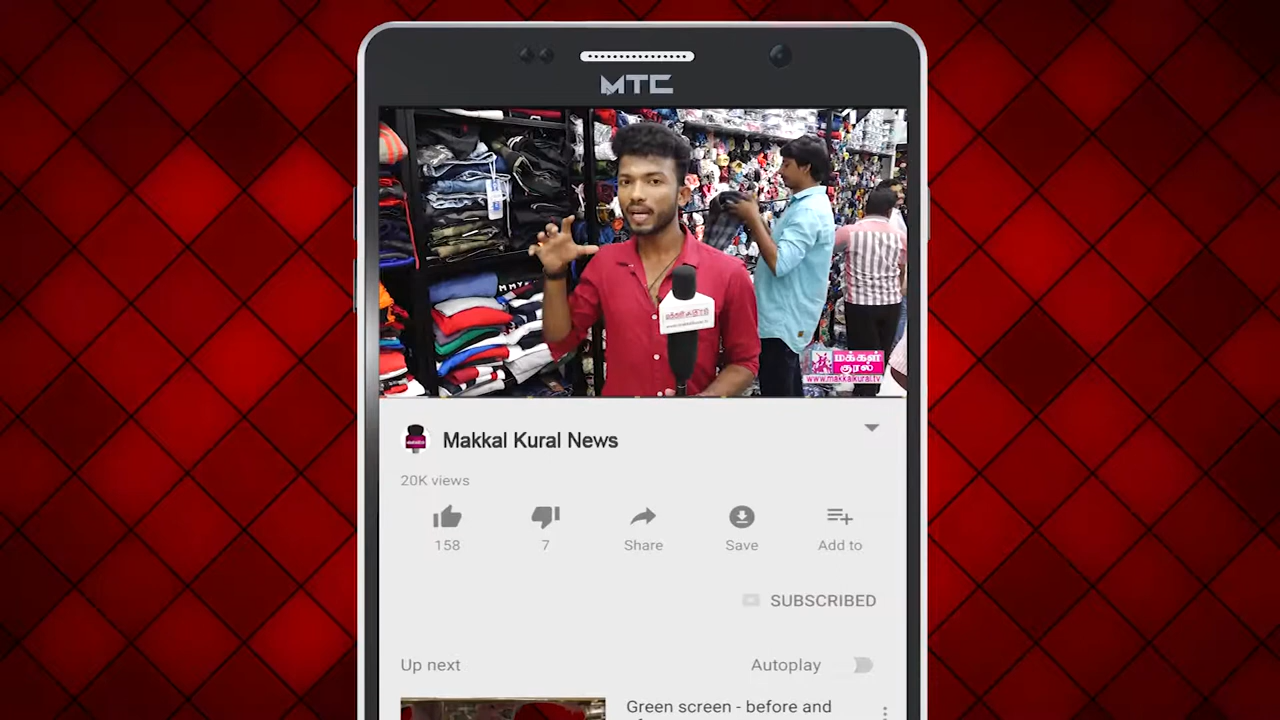 MTC
மக்கள்
குரல்
www.makkalkural.tv
Makkal Kural News
20K views
158
7
Share
Save
Add to
SUBSCRIBED
Up next
Autoplay
Green screen - before and